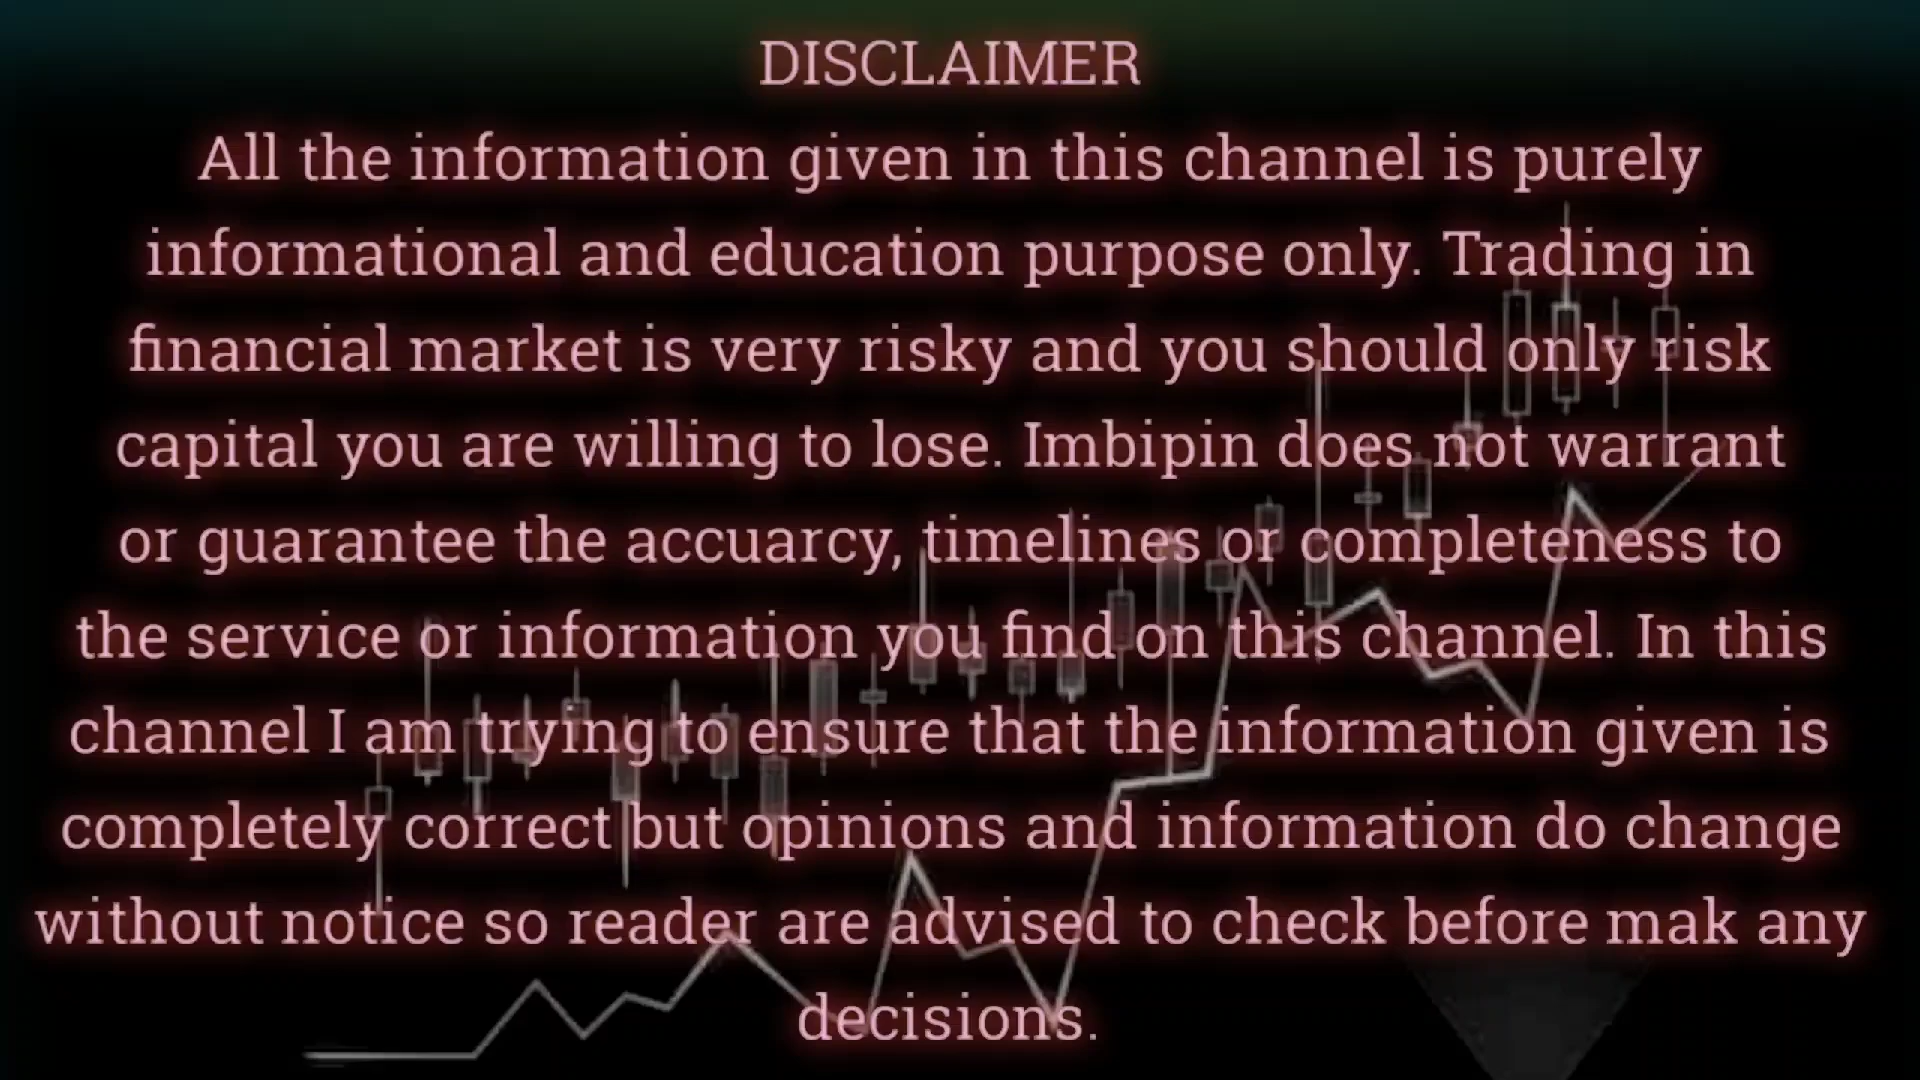 DISCLAIMER
All the information given in this channel is purely
informational and education purpose only. Trading in
financial market is very risky and you should only risk
capital you are willing to lose. Imbipin does not warrant
or guarantee the accuarcy, timelines or completeness to
the service or information you find on this channel. In this
channel I am trying to ensure that the information given is
completely correct but opinions and information do change
without notice so reader are advised to check before mak any
decisions.